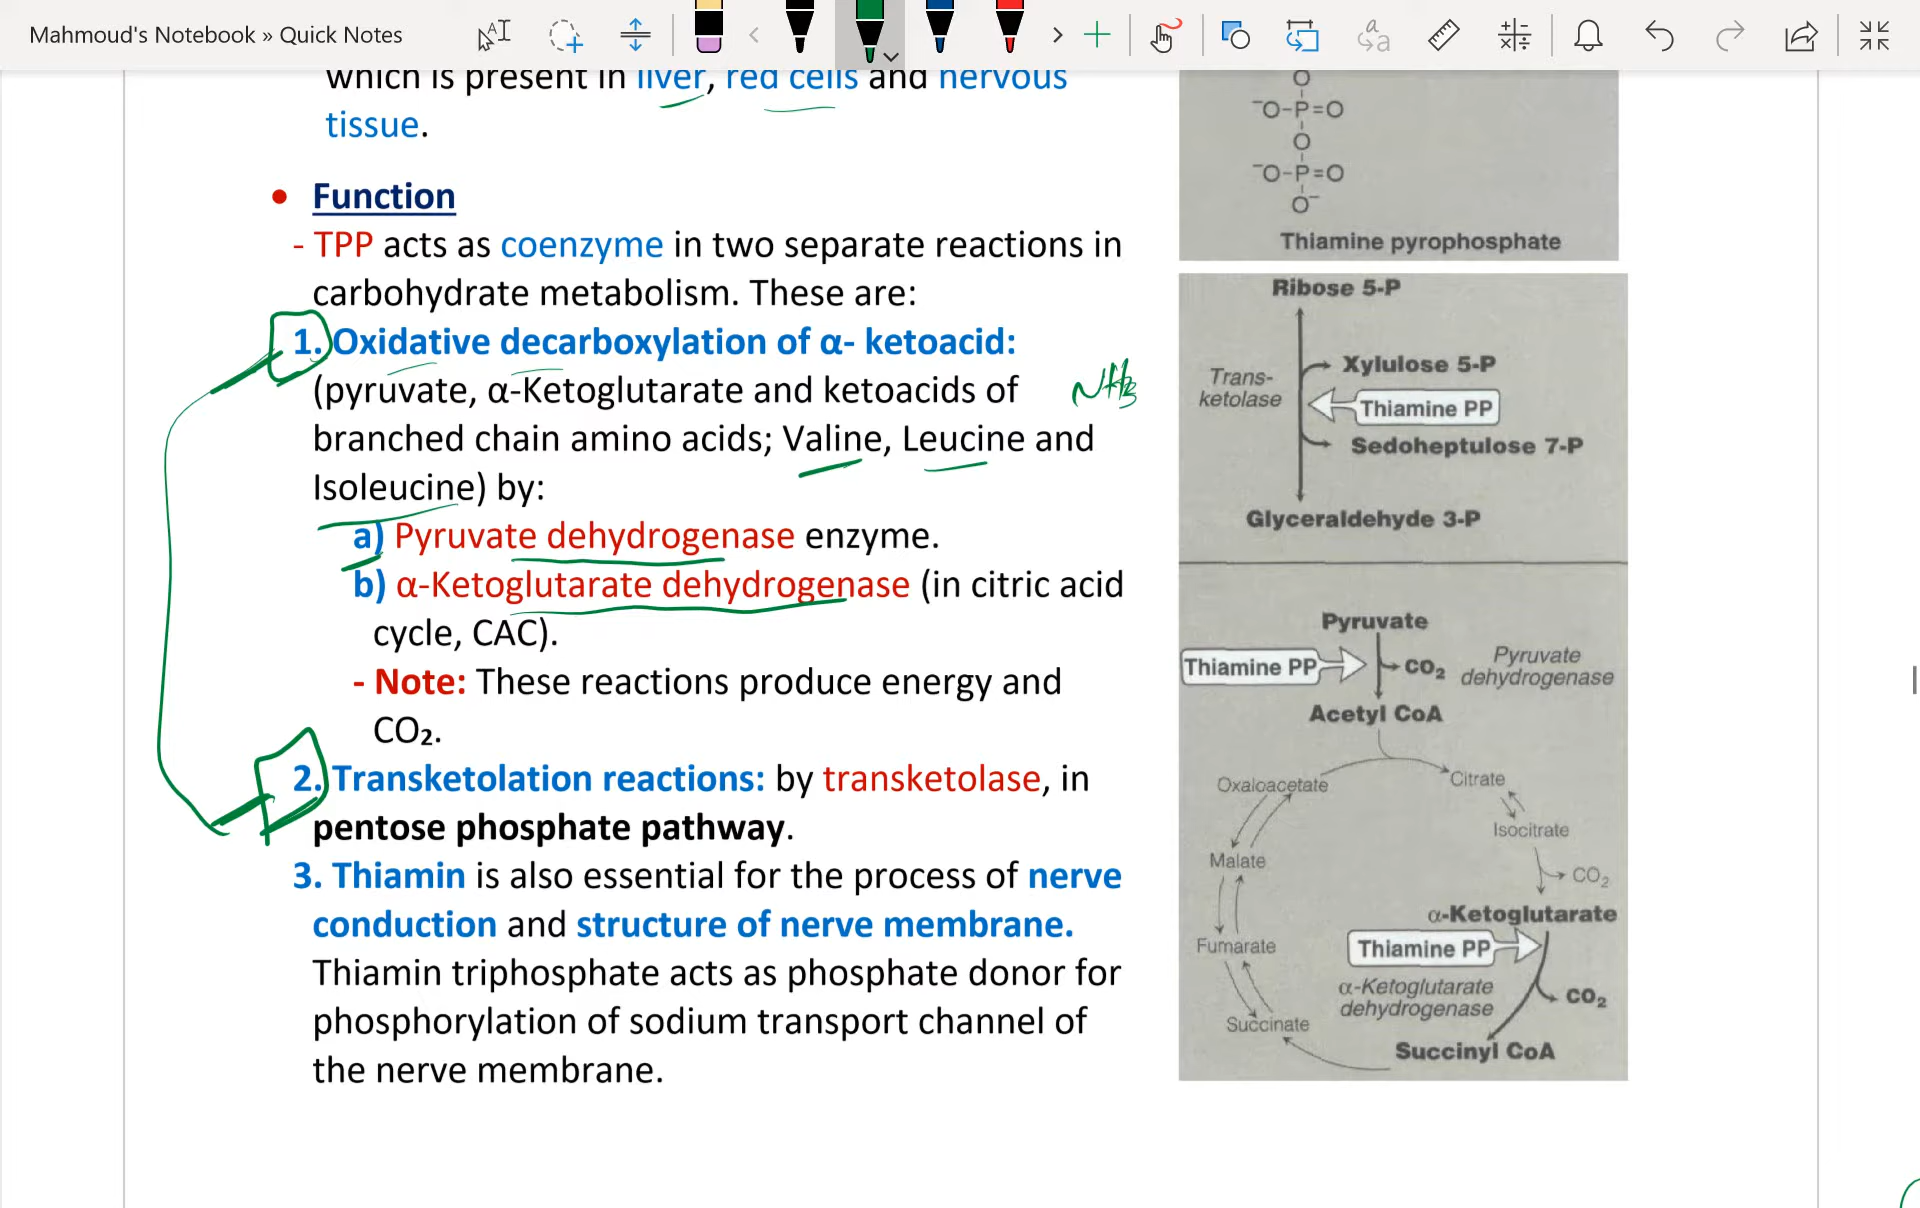 Mahmoud's Notebook » Quick Notes
which is present in liver, red cells and nervous
tissue.
• Function
- TPP acts as coenzyme in two separate reactions in
carbohydrate metabolism. These are:
1. Oxidative decarboxylation of α- ketoacid:
(pyruvate, α-Ketoglutarate and ketoacids of
branched chain amino acids; Valine, Leucine and
Isoleucine) by:
a) Pyruvate dehydrogenase enzyme.
b) α-Ketoglutarate dehydrogenase (in citric acid
cycle, CAC).
- Note: These reactions produce energy and
CO₂.
2. Transketolation reactions: by transketolase, in
pentose phosphate pathway.
3. Thiamin is also essential for the process of nerve
conduction and structure of nerve membrane.
Thiamin triphosphate acts as phosphate donor for
phosphorylation of sodium transport channel of
the nerve membrane.
NH₃
O
⁻O-P=O
O
⁻O-P=O
O⁻
Thiamine pyrophosphate
Ribose 5-P
Xylulose 5-P
Trans-
ketolase
Thiamine PP
Sedoheptulose 7-P
Glyceraldehyde 3-P
Pyruvate
Thiamine PP
CO₂
Pyruvate
dehydrogenase
Acetyl CoA
Oxaloacetate
Citrate
Isocitrate
Malate
CO₂
α-Ketoglutarate
Fumarate
Thiamine PP
α-Ketoglutarate
dehydrogenase
CO₂
Succinate
Succinyl CoA